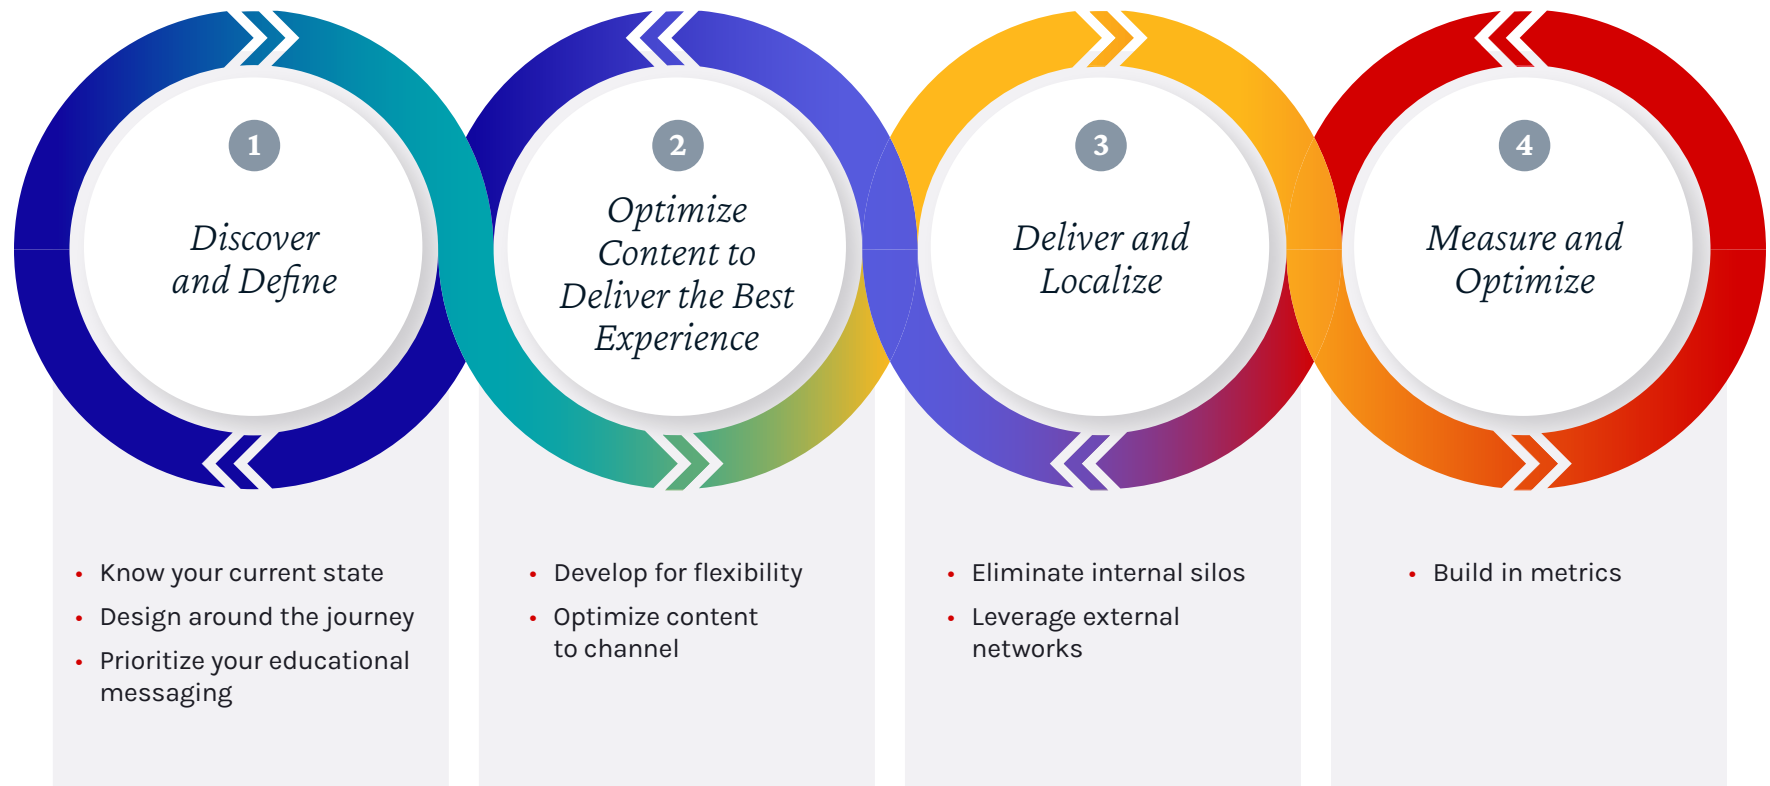 1
Discover
and Define
2
Optimize
Content to
Deliver the Best
Experience
3
Deliver and
Localize
4
Measure and
Optimize
• Know your current state
• Design around the journey
• Prioritize your educational
messaging
• Develop for flexibility
• Optimize content
to channel
• Eliminate internal silos
• Leverage external
networks
• Build in metrics